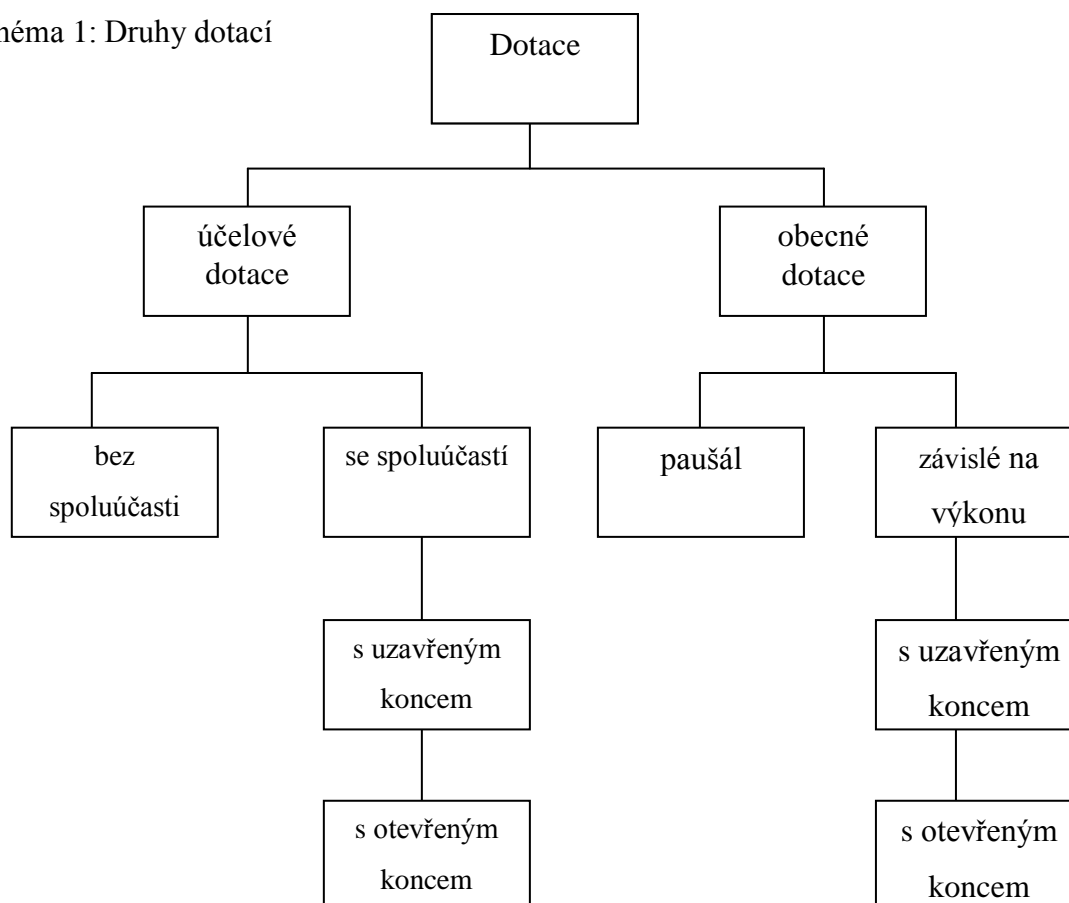 héma 1: Druhy dotací
Dotace
účelové
dotace
obecné
dotace
bez
spoluúčasti
se spoluúčastí
paušál
závislé na
výkonu
s uzavřeným
koncem
s uzavřeným
koncem
s otevřeným
koncem
s otevřeným
koncem